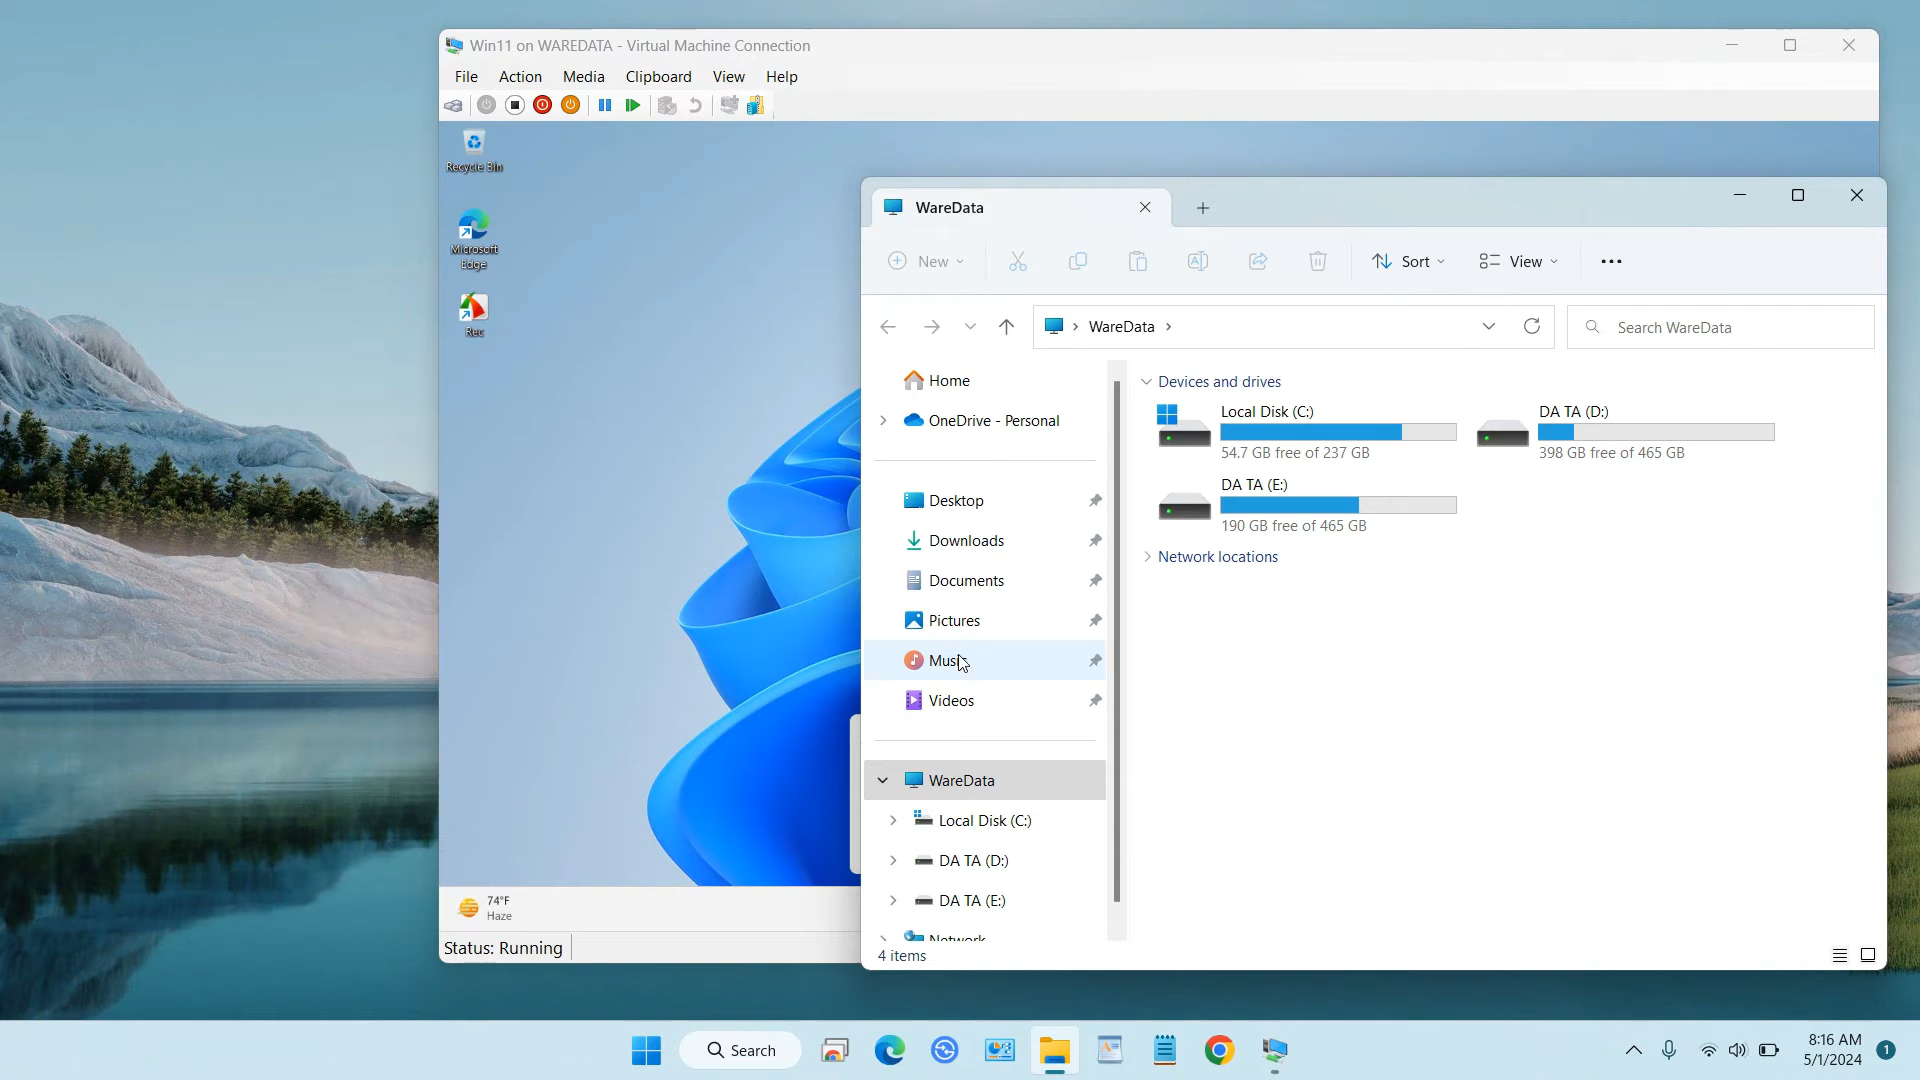 Win11 on WAREDATA - Virtual Machine Connection
File Action Media Clipboard View Help
Recycle Bin
Microsoft
Edge
Rec
74°F
Haze
Status: Running
WareData
New
Sort
View
WareData
Search WareData
Home
OneDrive - Personal
Desktop
Downloads
Documents
Pictures
Music
Videos
WareData
Local Disk (C:)
DA TA (D:)
DA TA (E:)
Network
4 items
Devices and drives
Local Disk (C:)
54.7 GB free of 237 GB
DA TA (D:)
398 GB free of 465 GB
DA TA (E:)
190 GB free of 465 GB
Network locations
Search
8:16 AM
5/1/2024
1